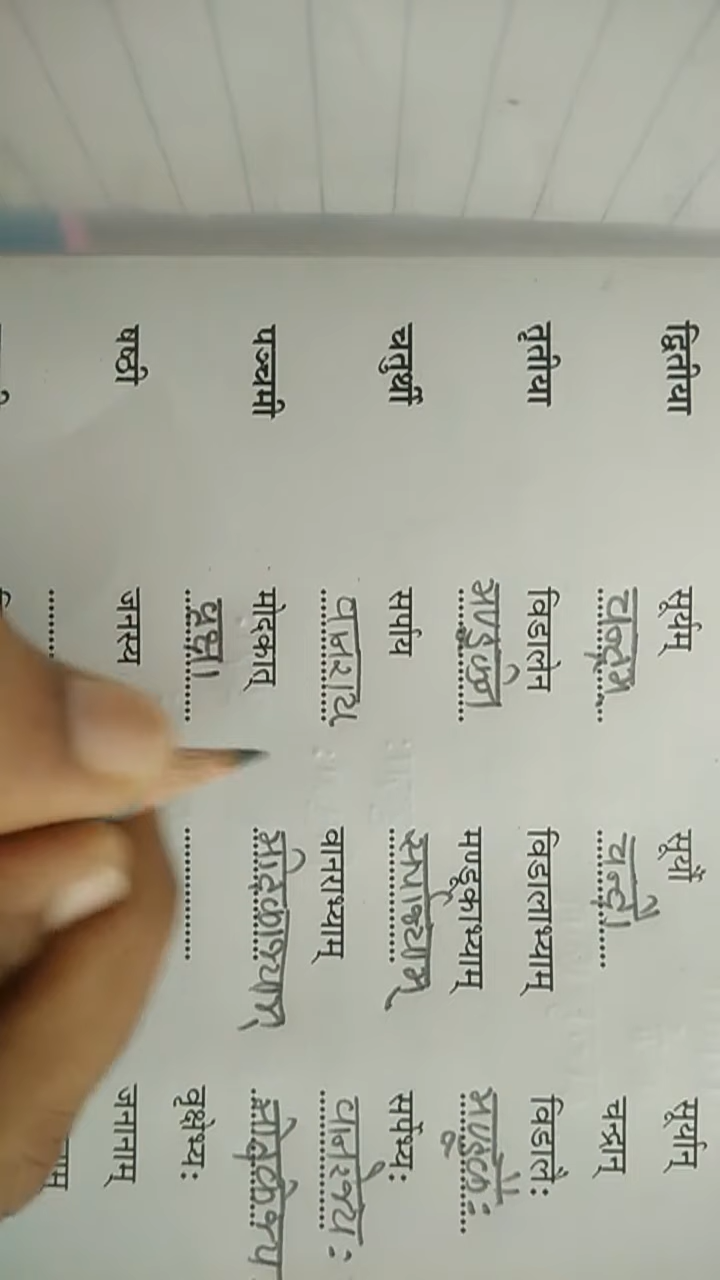 द्वितीया सूर्यम् सूर्यौ सूर्यान्
चन्द्रम् चन्द्रौ चन्द्रान्
तृतीया विडालेन विडालाभ्याम् विडालैः
मण्डूकेन मण्डूकाभ्याम् मण्डूकैः
चतुर्थी सर्पाय सर्पाभ्याम् सर्पेभ्यः
वानराय वानराभ्याम् वानरेभ्यः
पञ्चमी मोदकात् मोदकाभ्याम् मोदकेभ्य
वृक्षा वृक्षेभ्यः
षष्ठी जनस्य जनानाम्